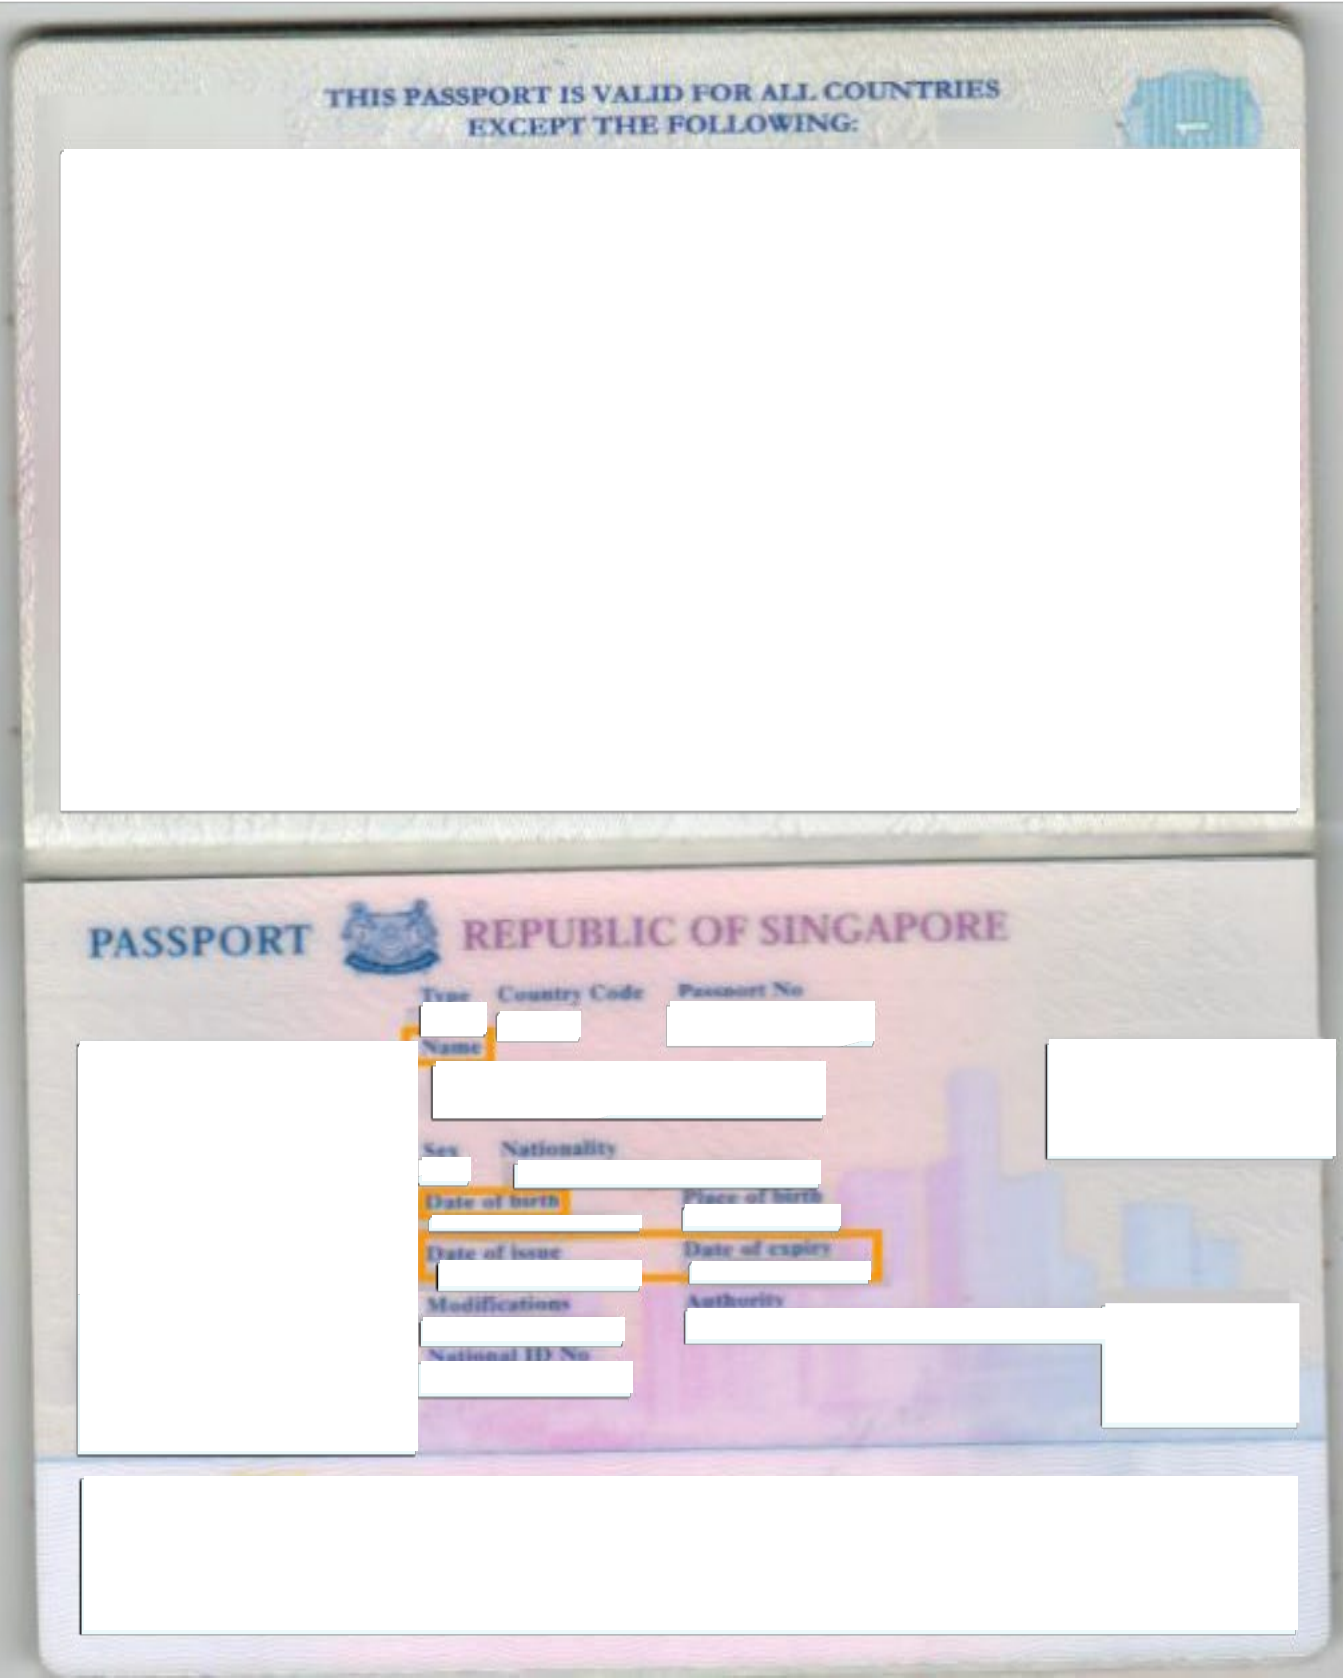 THIS PASSPORT IS VALID FOR ALL COUNTRIES
EXCEPT THE FOLLOWING:
1
PASSPORT REPUBLIC OF SINGAPORE
Type Country Code Passport No
Name
Sex Nationality
Date of birth Place of birth
Date of issue Date of expiry
Modifications Authority
National ID No